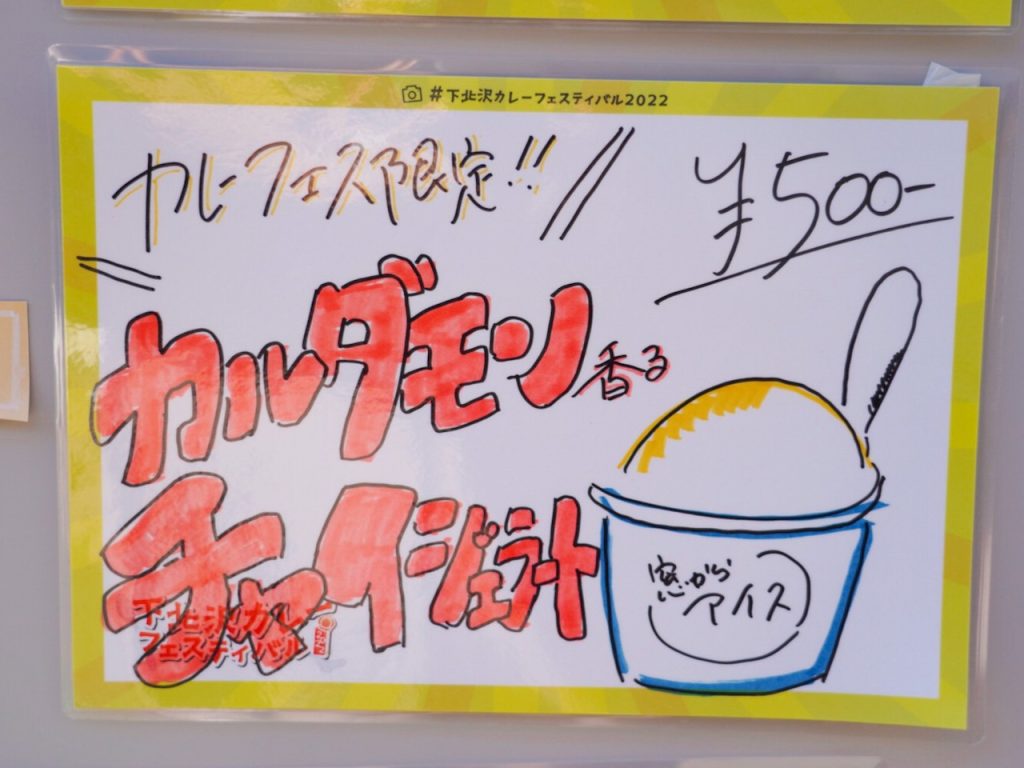 #下北沢カレーフェスティバル2022
カレーフェス限定!!
¥500-
カルダモン香る
チャイジェラート
窓から
アイス
下北沢カレー
フェスティバル